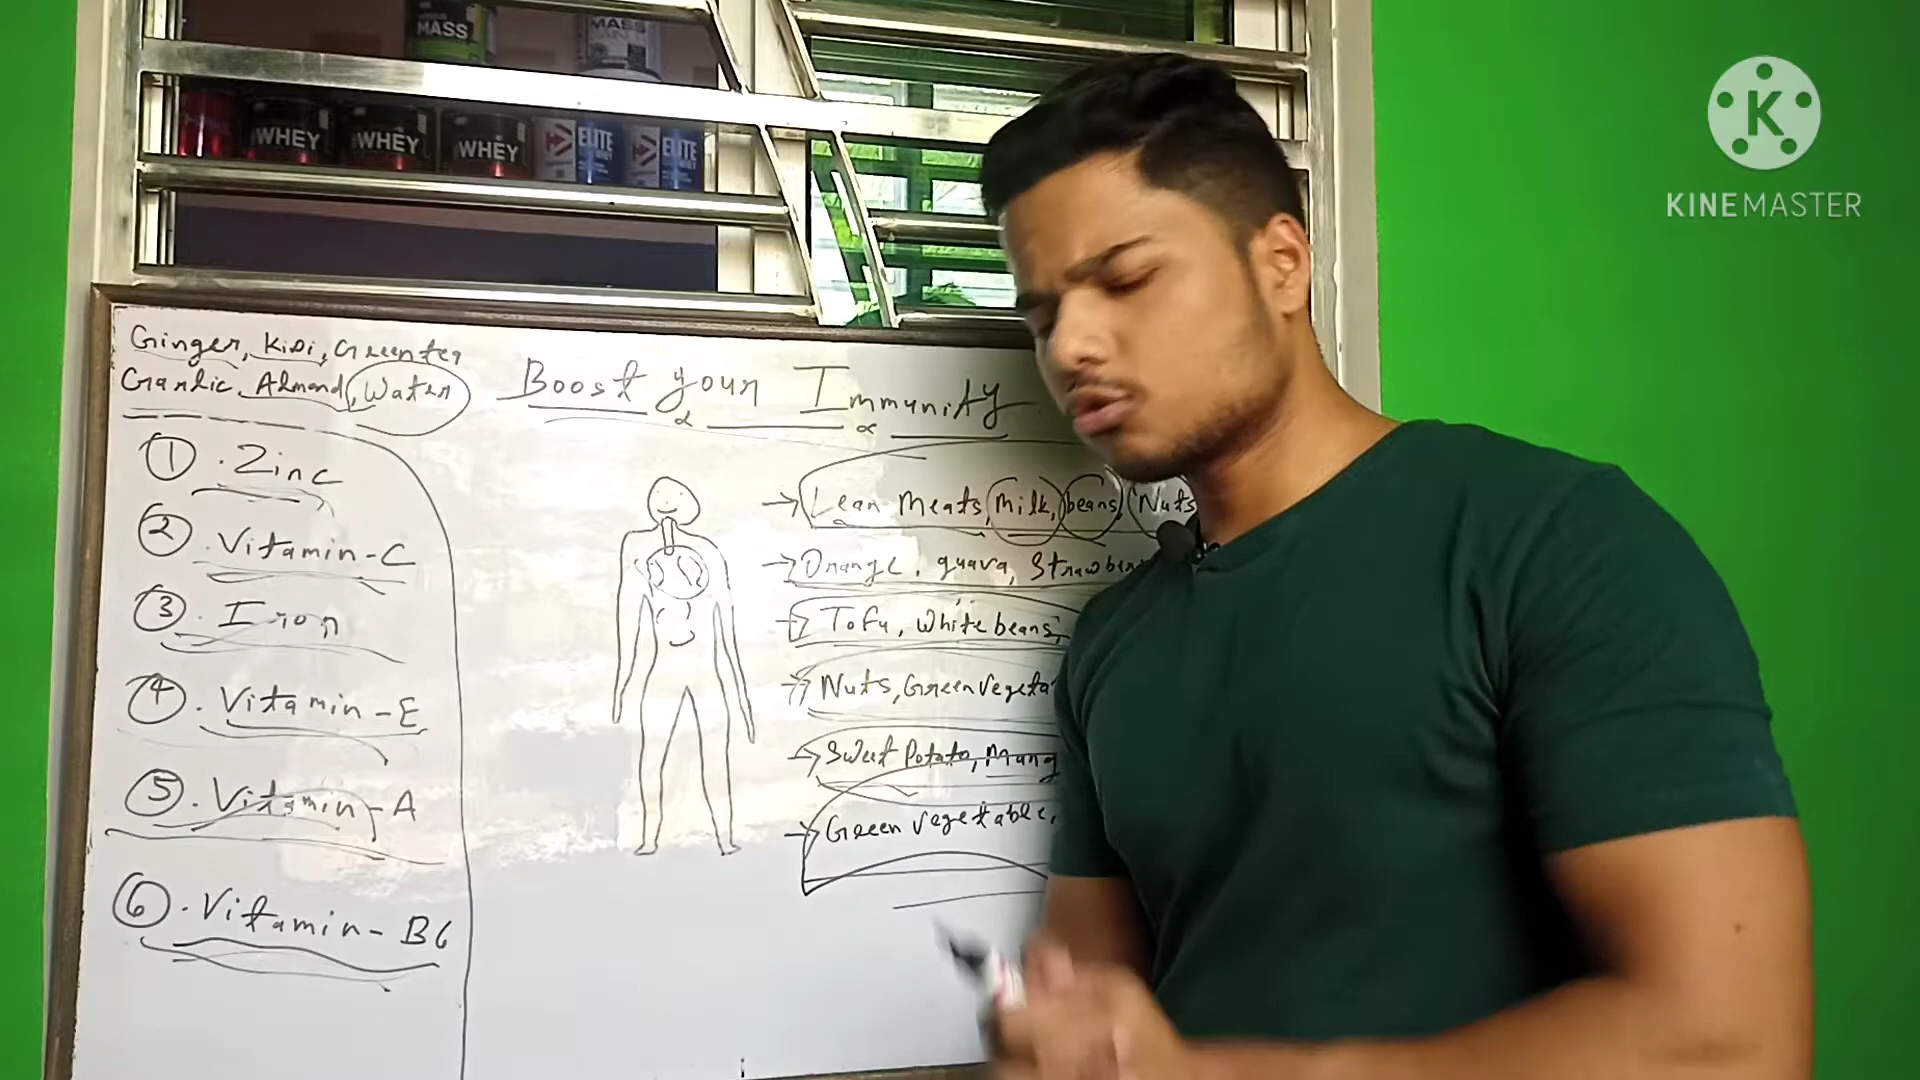 MASS
MASS
WHEY
WHEY
WHEY
ELITE
ELITE
K
KINEMASTER
Ginger, Kiwi, Green tea
Garlic, Almond, Water
Boost your Immunity
1 . Zinc
2 . Vitamin-C
3 . Iron
4 . Vitamin-E
5 . Vitamin-A
6 . Vitamin-B6
→ Lean Meats, Milk, beans, Nuts
→ Orange, guava, Strawber
→ Tofu, White beans,
→ Nuts, Green Vegeta
→ Sweet Potato, Mang
→ Green Vegetable,